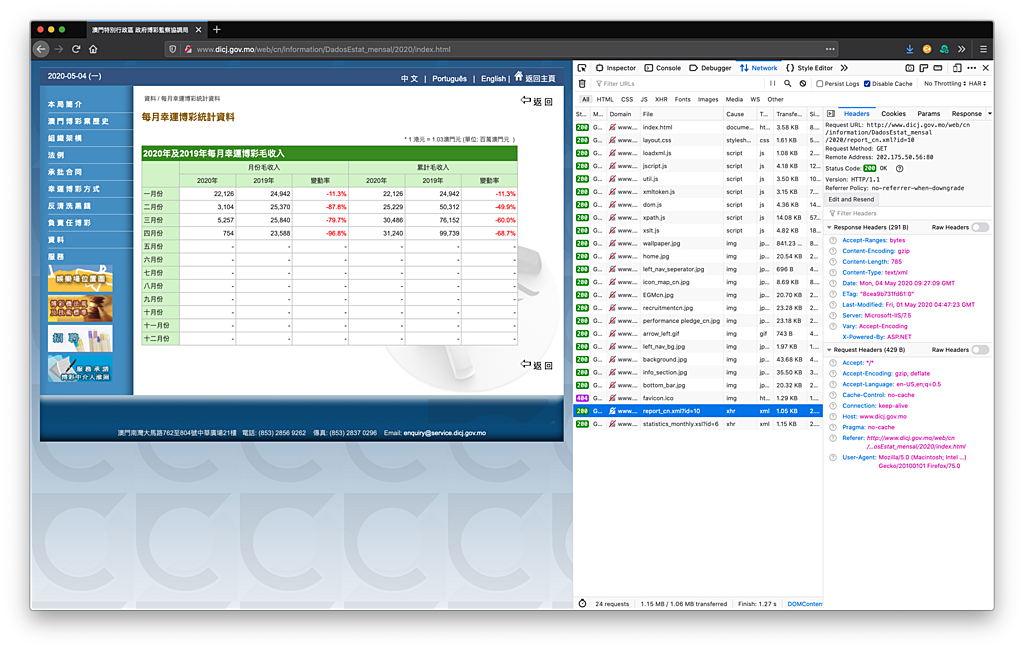 澳門特別行政區 政府博彩監察協調局
www.dicj.gov.mo/web/cn/information/DadosEstat_mensal/2020/index.html
2020-05-04 (一)
中 文 | Português | English | 返回主頁
本局簡介
澳門博彩業歷史
組織架構
法例
承批合同
幸運博彩方式
反清洗黑錢
負責任博彩
資料
服務
娛樂場位置圖
招聘
服務承諾
資料 / 每月幸運博彩統計資料
返 回
每月幸運博彩統計資料
* 1 港元 = 1.03澳門元 (單位: 百萬澳門元 )
2020年及2019年每月幸運博彩毛收入
月份毛收入 累計毛收入
2020年 2019年 變動率 2020年 2019年 變動率
一月份 22,126 24,942 -11.3% 22,126 24,942 -11.3%
二月份 3,104 25,370 -87.8% 25,229 50,312 -49.9%
三月份 5,257 25,840 -79.7% 30,486 76,152 -60.0%
四月份 754 23,588 -96.8% 31,240 99,739 -68.7%
五月份 - - - - - -
六月份 - - - - - -
七月份 - - - - - -
八月份 - - - - - -
九月份 - - - - - -
十月份 - - - - - -
十一月份 - - - - - -
十二月份 - - - - - -
返 回
澳門南灣大馬路762至804號中華廣場21樓 電話: (853) 2856 9262 傳真: (853) 2837 0296 Email: enquiry@service.dicj.gov.mo
Inspector Console Debugger Network Style Editor
Filter URLs Persist Logs Disable Cache No Throttling HAR
All HTML CSS JS XHR Fonts Images Media WS Other
St... M... Domain File Cause T... Transfe... Si...
200 G... www.... index.html docume... ht... 3.58 KB 8....
200 G... www.... layout.css stylesh... css 1.61 KB 5....
200 G... www.... loadxml.js script js 1.08 KB 2....
200 G... www.... jscript.js script js 4.18 KB 12...
200 G... www.... util.js script js 3.50 KB 10...
200 G... www.... xmltoken.js script js 3.15 KB 7....
200 G... www.... dom.js script js 4.36 KB 14...
200 G... www.... xpath.js script js 14.08 KB 57...
200 G... www.... xslt.js script js 4.82 KB 18...
200 G... www.... wallpaper.jpg img jp... 841.23 ... 8...
200 G... www.... home.jpg img jp... 20.54 KB 2...
200 G... www.... left_nav_seperator.jpg img jp... 696 B 4...
200 G... www.... icon_map_cn.jpg img jp... 8.69 KB 8....
200 G... www.... EGMcn.jpg img jp... 20.70 KB 2...
200 G... www.... recruitmentcn.jpg img jp... 23.28 KB 2...
200 G... www.... performance pledge_cn.jpg img jp... 23.18 KB 2...
200 G... www.... arrow_left.gif img gif 743 B 4...
200 G... www.... left_nav_bg.jpg img jp... 1.97 KB 1....
200 G... www.... background.jpg img jp... 43.68 KB 4...
200 G... www.... info_section.jpg img jp... 35.50 KB 3...
200 G... www.... bottom_bar.jpg img jp... 20.32 KB 2...
404 G... www.... favicon.ico img ht... 1.29 KB 1....
200 G... www.... report_cn.xml?id=10 xhr xml 1.05 KB 2....
200 G... www.... statistics_monthly.xsl?id=6 xhr xml 1.15 KB 2....
24 requests 1.15 MB / 1.06 MB transferred Finish: 1.27 s DOMConten
Headers Cookies Params Response
Request URL: http://www.dicj.gov.mo/web/cn
/information/DadosEstat_mensal
/2020/report_cn.xml?id=10
Request Method: GET
Remote Address: 202.175.50.56:80
Status Code: 200 OK
Version: HTTP/1.1
Referrer Policy: no-referrer-when-downgrade
Edit and Resend
Filter Headers
Response Headers (291 B) Raw Headers
Accept-Ranges: bytes
Content-Encoding: gzip
Content-Length: 785
Content-Type: text/xml
Date: Mon, 04 May 2020 09:27:09 GMT
ETag: "8cea9b731fd61:0"
Last-Modified: Fri, 01 May 2020 04:47:23 GMT
Server: Microsoft-IIS/7.5
Vary: Accept-Encoding
X-Powered-By: ASP.NET
Request Headers (429 B) Raw Headers
Accept: */*
Accept-Encoding: gzip, deflate
Accept-Language: en-US,en;q=0.5
Cache-Control: no-cache
Connection: keep-alive
Host: www.dicj.gov.mo
Pragma: no-cache
Referer: http://www.dicj.gov.mo/web/cn
/...osEstat_mensal/2020/index.html
User-Agent: Mozilla/5.0 (Macintosh; Intel ...)
Gecko/20100101 Firefox/75.0